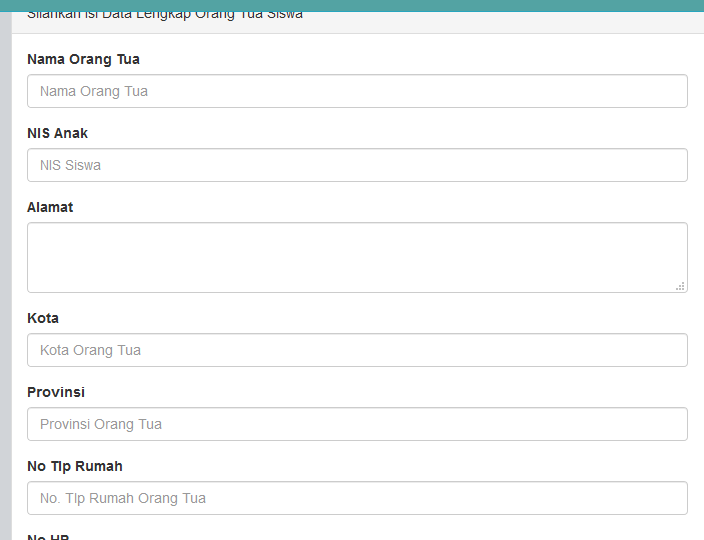 Silahkan Isi Data Lengkap Orang Tua Siswa
Nama Orang Tua
Nama Orang Tua
NIS Anak
NIS Siswa
Alamat
Kota
Kota Orang Tua
Provinsi
Provinsi Orang Tua
No Tlp Rumah
No. Tlp Rumah Orang Tua
No HP